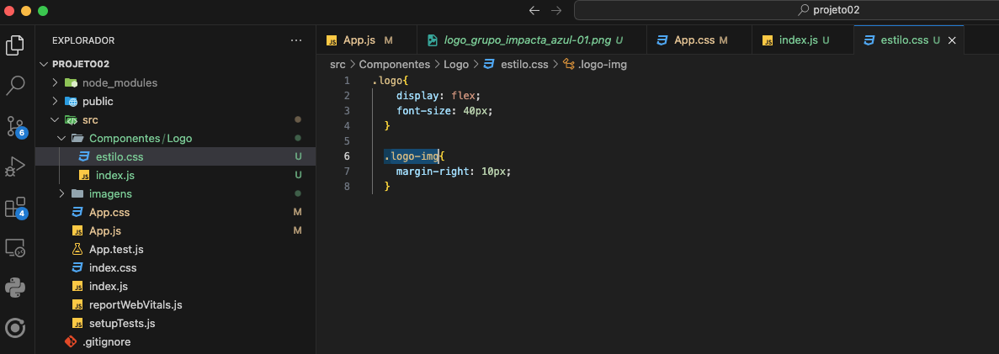 projeto02
EXPLORADOR ...
App.js M
logo_grupo_impacta_azul-01.png U
App.css M
index.js U
estilo.css U
PROJETO02
node_modules
public
src
Componentes / Logo
estilo.css U
index.js U
imagens
App.css M
App.js M
App.test.js
index.css
index.js
reportWebVitals.js
setupTests.js
.gitignore
6
4
src > Componentes > Logo > estilo.css > .logo-img
1 .logo{
2 display: flex;
3 font-size: 40px;
4 }
5
6 .logo-img{
7 margin-right: 10px;
8 }